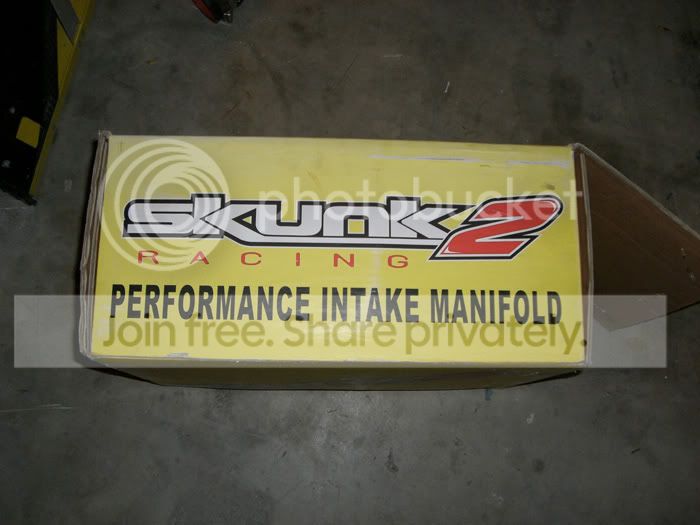 photobucket
skunk2
RACING
PERFORMANCE INTAKE MANIFOLD
Join free. Share privately.